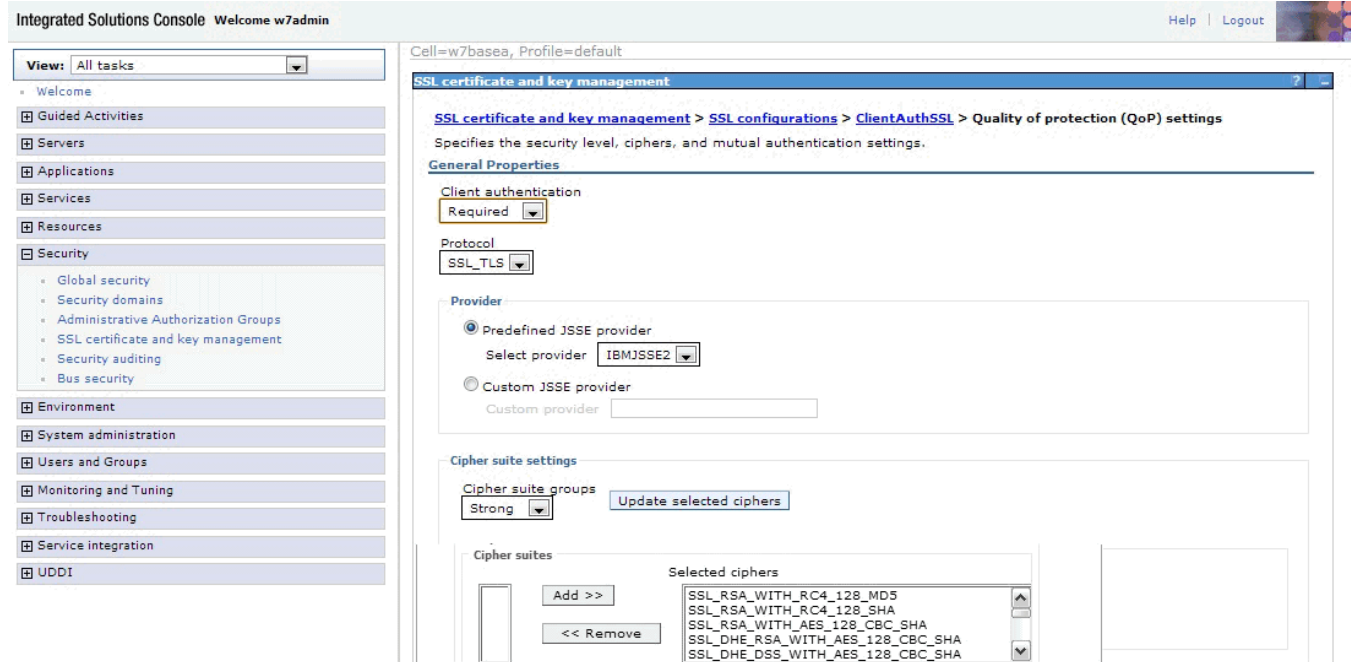 Integrated Solutions Console Welcome w7admin
Help | Logout
View: All tasks
Welcome
Guided Activities
Servers
Applications
Services
Resources
Security
Global security
Security domains
Administrative Authorization Groups
SSL certificate and key management
Security auditing
Bus security
Environment
System administration
Users and Groups
Monitoring and Tuning
Troubleshooting
Service integration
UDDI
Cell=w7basea, Profile=default
SSL certificate and key management
? _
SSL certificate and key management > SSL configurations > ClientAuthSSL > Quality of protection (QoP) settings
Specifies the security level, ciphers, and mutual authentication settings.
General Properties
Client authentication
Required
Protocol
SSL_TLS
Provider
Predefined JSSE provider
Select provider IBMJSSE2
Custom JSSE provider
Custom provider
Cipher suite settings
Cipher suite groups
Strong Update selected ciphers
Cipher suites
Selected ciphers
Add >>
<< Remove
SSL_RSA_WITH_RC4_128_MD5
SSL_RSA_WITH_RC4_128_SHA
SSL_RSA_WITH_AES_128_CBC_SHA
SSL_DHE_RSA_WITH_AES_128_CBC_SHA
SSL_DHE_DSS_WITH_AES_128_CBC_SHA